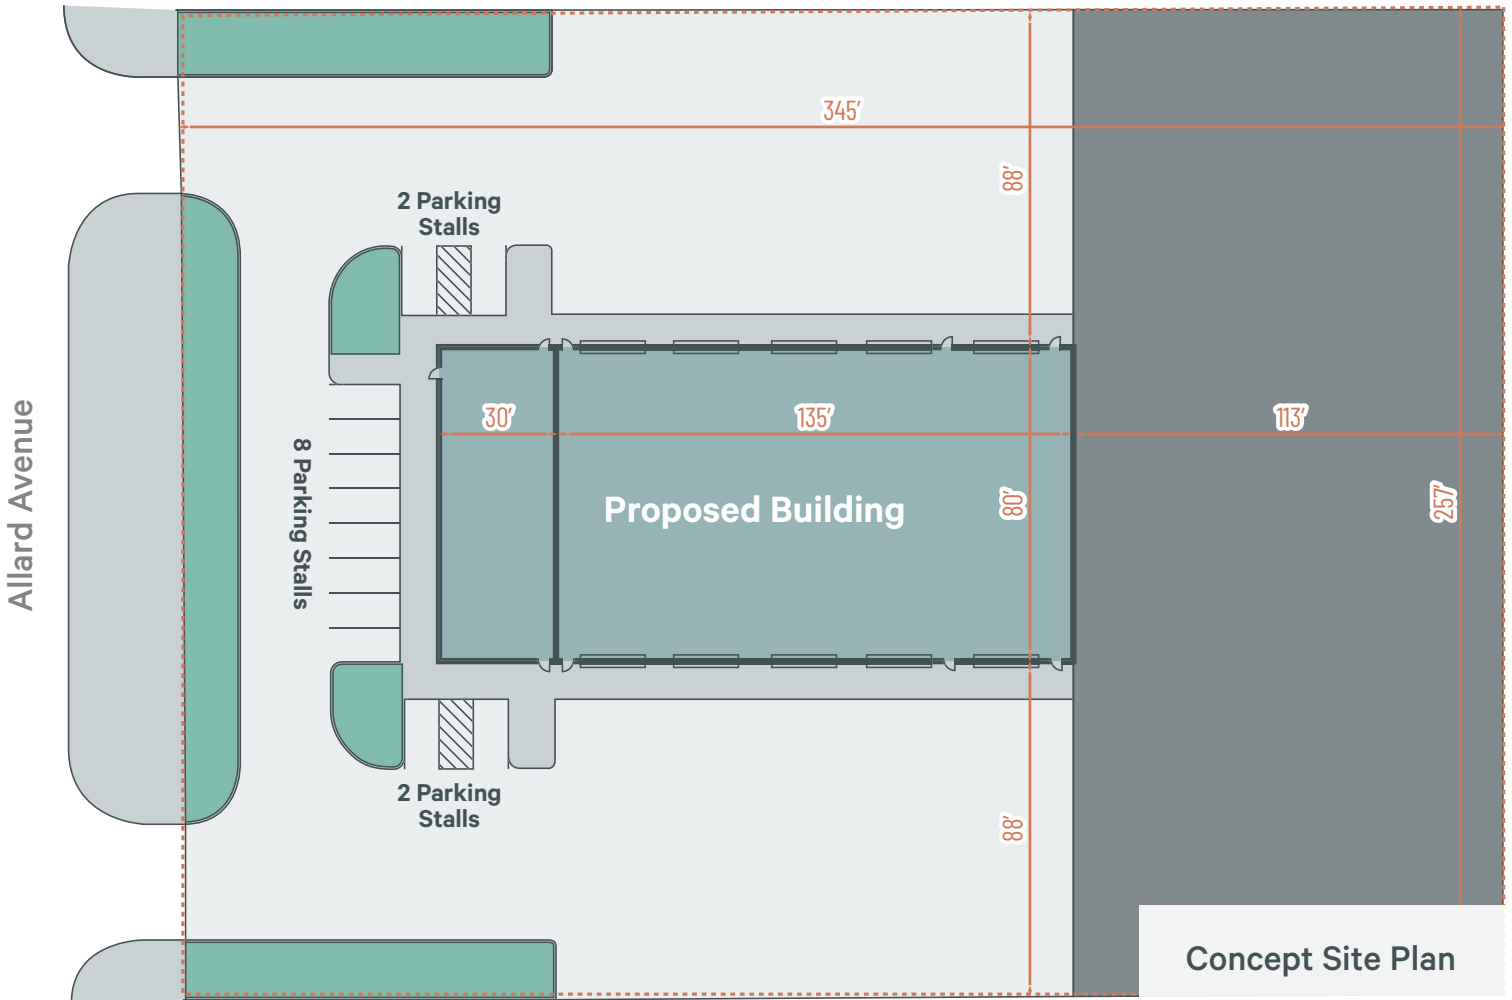 345'
88'
2 Parking
Stalls
Allard Avenue
8 Parking Stalls
30'
135'
113'
Proposed Building
80'
257'
2 Parking
Stalls
88'
Concept Site Plan